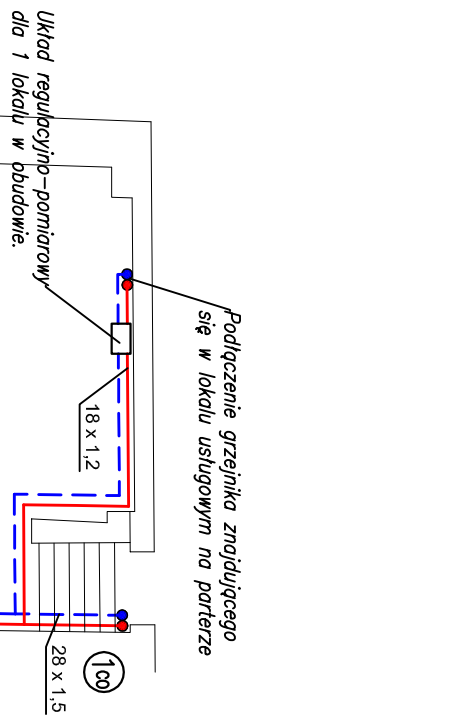 Podłączenie grzejnika znajdującego
się w lokalu usługowym na parterze
Układ regulacyjno-pomiarowy
dla 1 lokalu w obudowie.
18 x 1,2
1co
28 x 1,5